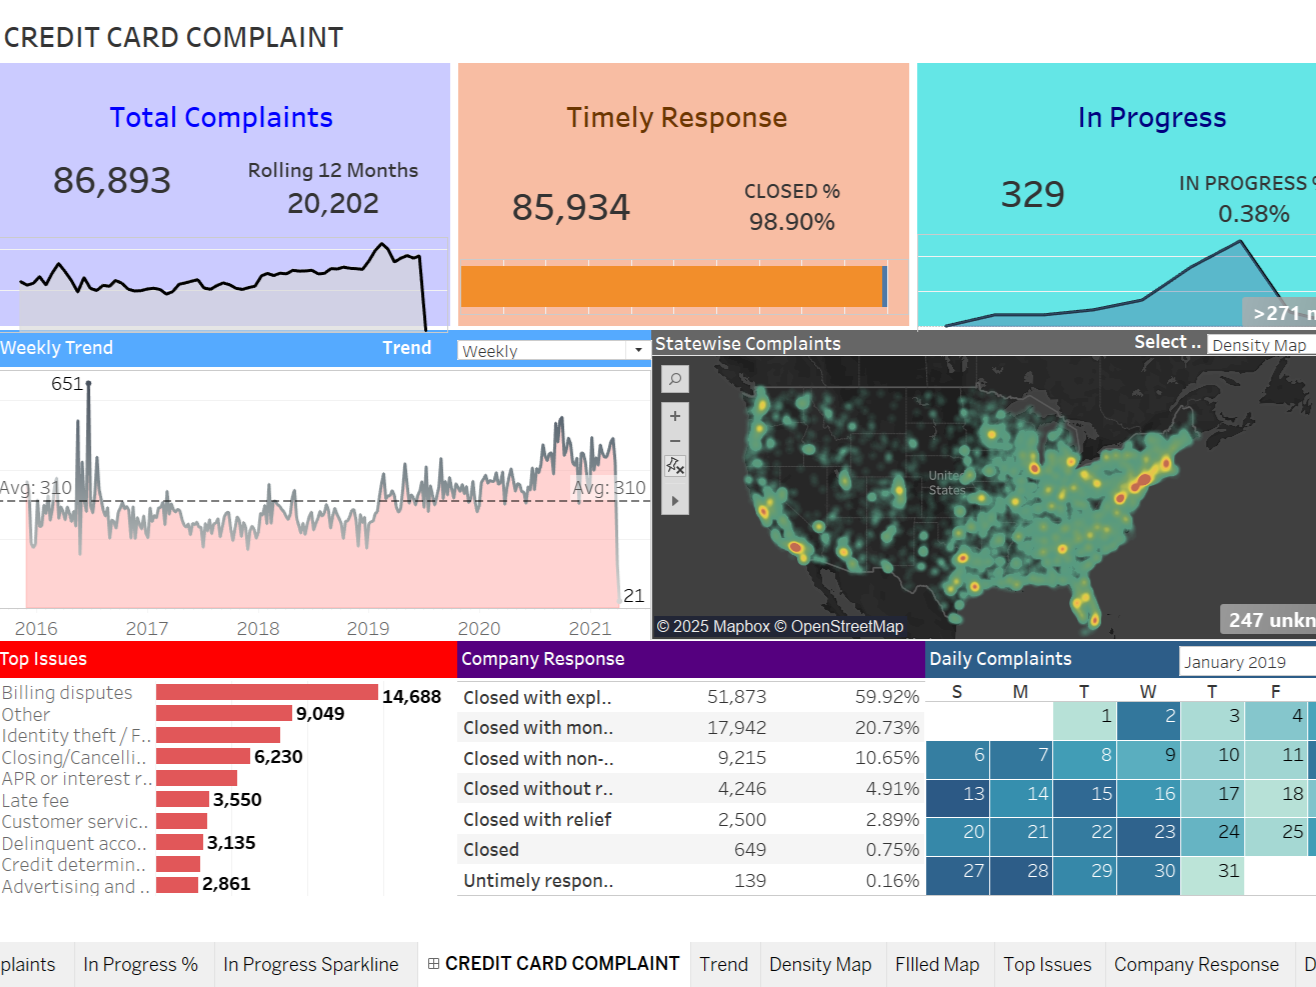 CREDIT CARD COMPLAINT
Total Complaints
86,893
Rolling 12 Months
20,202
Timely Response
85,934
CLOSED %
98.90%
In Progress
329
IN PROGRESS %
0.38%
>271 n
Weekly Trend
Trend
Weekly
651
Avg: 310
Avg: 310
21
2016 2017 2018 2019 2020 2021
Statewise Complaints
Select ..
Density Map
United
States
© 2025 Mapbox © OpenStreetMap
247 unkn
Top Issues
Billing disputes 14,688
Other 9,049
Identity theft / F..
Closing/Cancelli.. 6,230
APR or interest r..
Late fee 3,550
Customer servic..
Delinquent acco.. 3,135
Credit determin..
Advertising and .. 2,861
Company Response
Closed with expl.. 51,873 59.92%
Closed with mon.. 17,942 20.73%
Closed with non-.. 9,215 10.65%
Closed without r.. 4,246 4.91%
Closed with relief 2,500 2.89%
Closed 649 0.75%
Untimely respon.. 139 0.16%
Daily Complaints
January 2019
S M T W T F
1 2 3 4
6 7 8 9 10 11
13 14 15 16 17 18
20 21 22 23 24 25
27 28 29 30 31
plaints In Progress % In Progress Sparkline CREDIT CARD COMPLAINT Trend Density Map FIlled Map Top Issues Company Response D